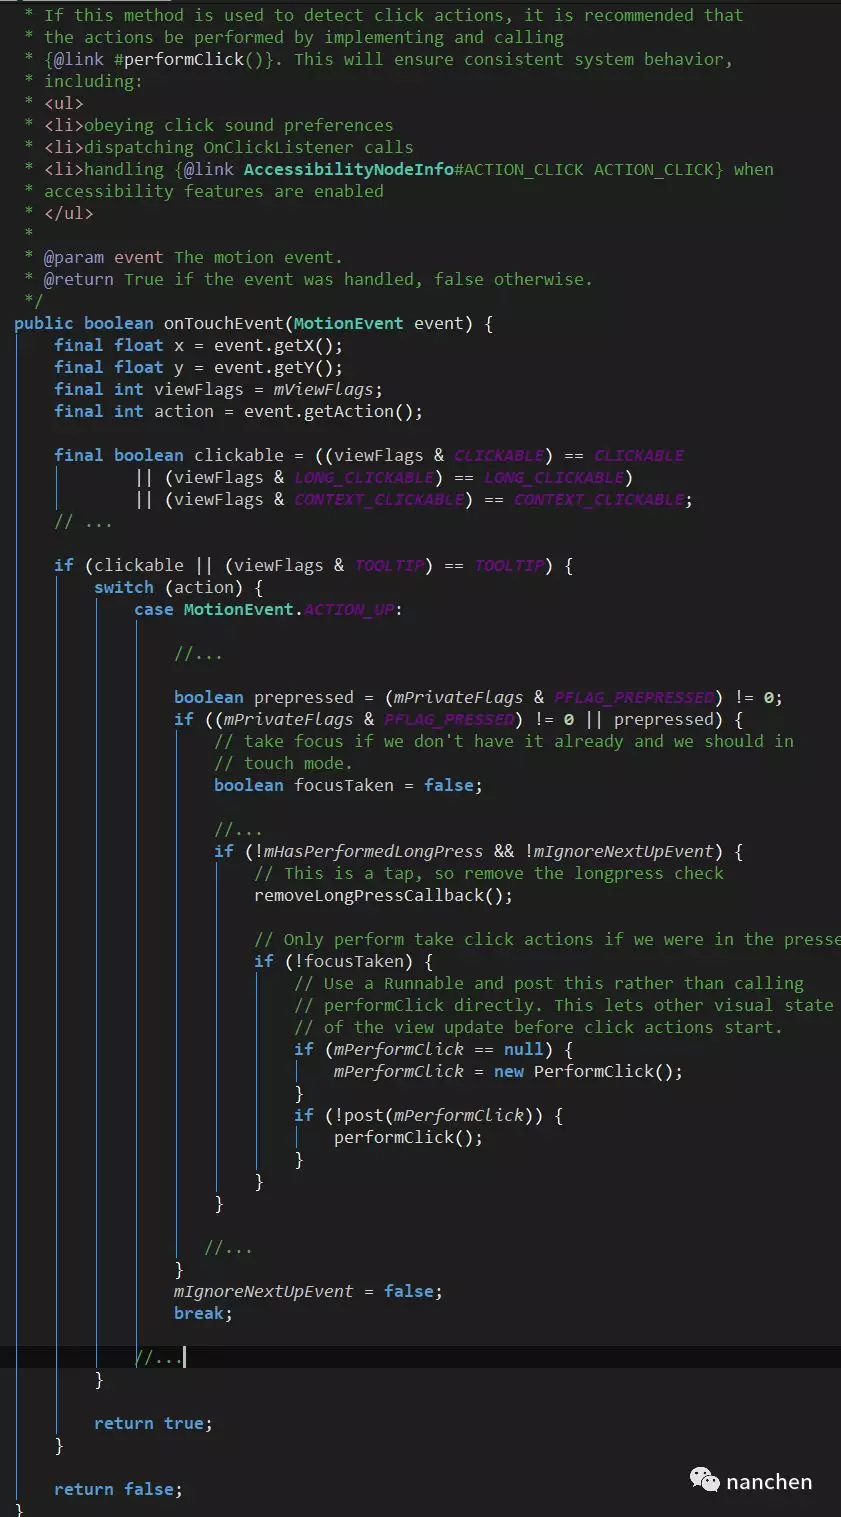 * If this method is used to detect click actions, it is recommended that
* the actions be performed by implementing and calling
* {@link #performClick()}. This will ensure consistent system behavior,
* including:
* <ul>
* <li>obeying click sound preferences
* <li>dispatching OnClickListener calls
* <li>handling {@link AccessibilityNodeInfo#ACTION_CLICK ACTION_CLICK} when
* accessibility features are enabled
* </ul>
*
* @param event The motion event.
* @return True if the event was handled, false otherwise.
*/
public boolean onTouchEvent(MotionEvent event) {
final float x = event.getX();
final float y = event.getY();
final int viewFlags = mViewFlags;
final int action = event.getAction();
final boolean clickable = ((viewFlags & CLICKABLE) == CLICKABLE
|| (viewFlags & LONG_CLICKABLE) == LONG_CLICKABLE)
|| (viewFlags & CONTEXT_CLICKABLE) == CONTEXT_CLICKABLE;
// ...
if (clickable || (viewFlags & TOOLTIP) == TOOLTIP) {
switch (action) {
case MotionEvent.ACTION_UP:
//...
boolean prepressed = (mPrivateFlags & PFLAG_PREPRESSED) != 0;
if ((mPrivateFlags & PFLAG_PRESSED) != 0 || prepressed) {
// take focus if we don't have it already and we should in
// touch mode.
boolean focusTaken = false;
//...
if (!mHasPerformedLongPress && !mIgnoreNextUpEvent) {
// This is a tap, so remove the longpress check
removeLongPressCallback();
// Only perform take click actions if we were in the presse
if (!focusTaken) {
// Use a Runnable and post this rather than calling
// performClick directly. This lets other visual state
// of the view update before click actions start.
if (mPerformClick == null) {
mPerformClick = new PerformClick();
}
if (!post(mPerformClick)) {
performClick();
}
}
}
//...
}
mIgnoreNextUpEvent = false;
break;
//...
}
return true;
}
return false;
}
nanchen